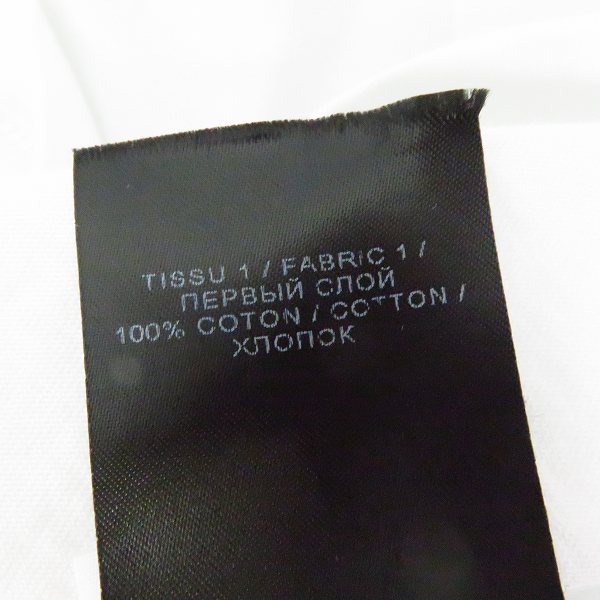 TISSU 1 / FABRIC 1 /
ПЕРВЫЙ СЛОЙ
100% COTON / COTTON /
ХЛОПОК